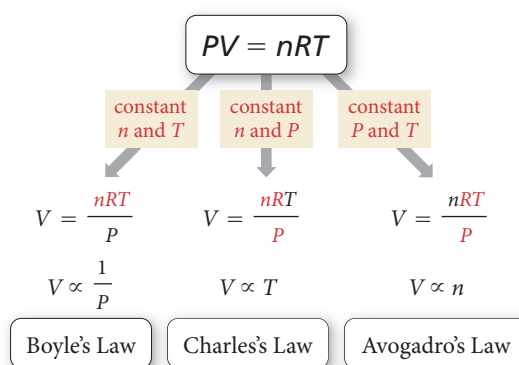 PV = nRT
constant
n and T
constant
n and P
constant
P and T
V = nRT/P
V = nRT/P
V = nRT/P
V ∝ 1/P
V ∝ T
V ∝ n
Boyle's Law
Charles's Law
Avogadro's Law